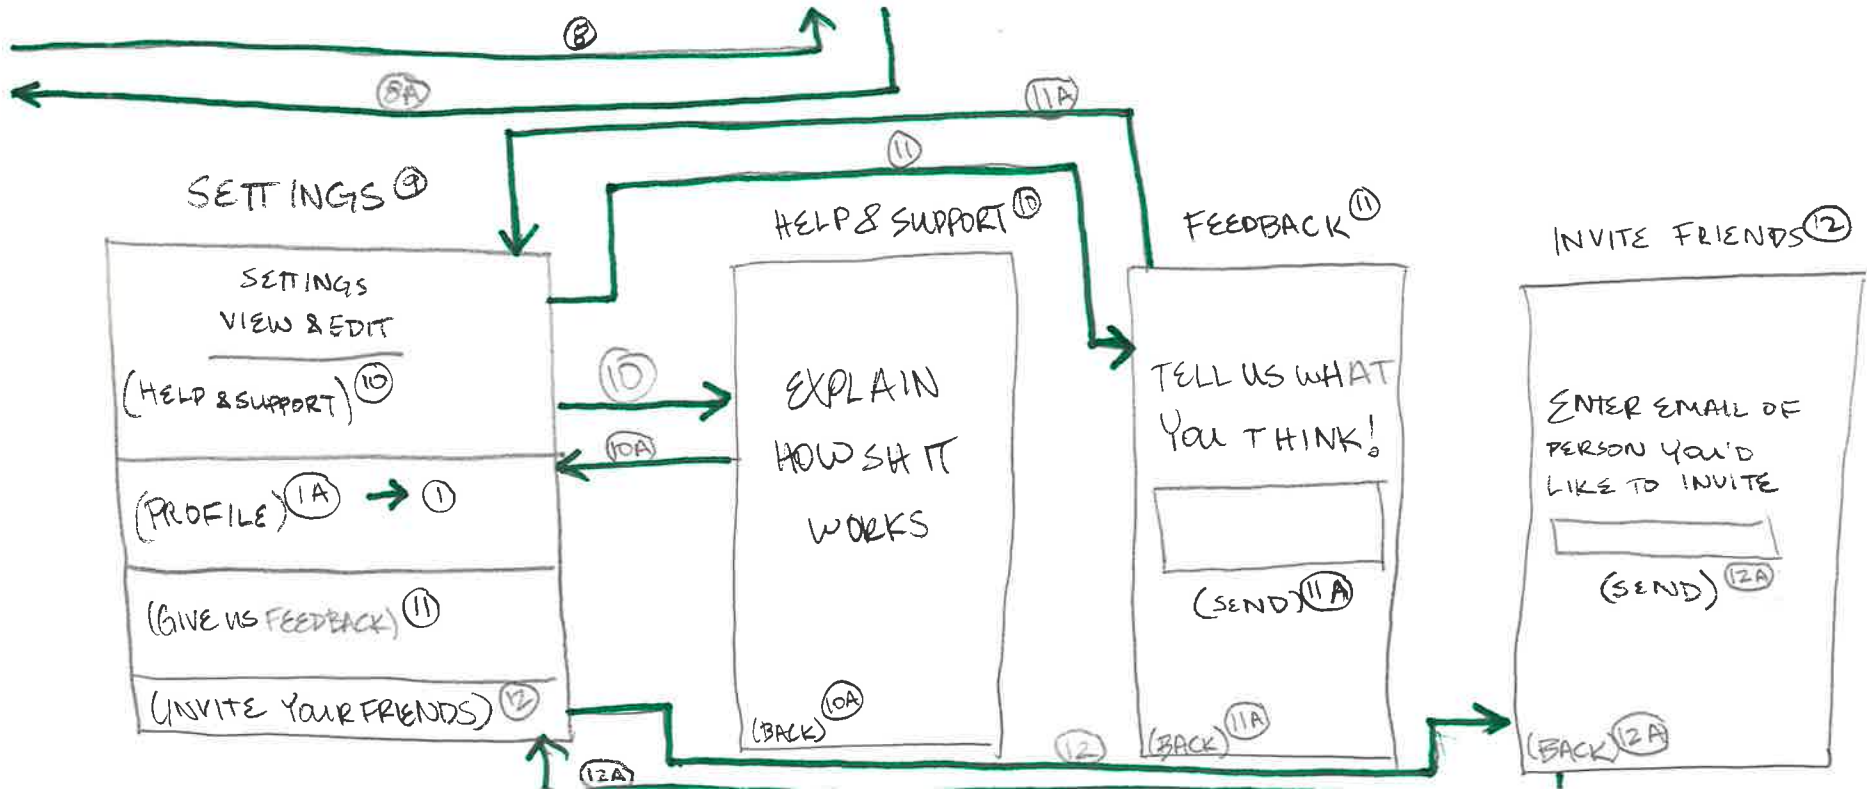 8
8A
11A
11
SETTINGS 9
SETTINGS
VIEW & EDIT
(HELP & SUPPORT) 10
(PROFILE) 1A → 1
(GIVE US FEEDBACK) 11
(INVITE YOUR FRIENDS) 12
10
10A
HELP & SUPPORT 10
EXPLAIN
HOW SHIT
WORKS
(BACK) 10A
FEEDBACK 11
TELL US WHAT
YOU THINK!
(SEND) 11A
(BACK) 11A
INVITE FRIENDS 12
ENTER EMAIL OF
PERSON YOU'D
LIKE TO INVITE
(SEND) 12A
(BACK) 12A
12
12A